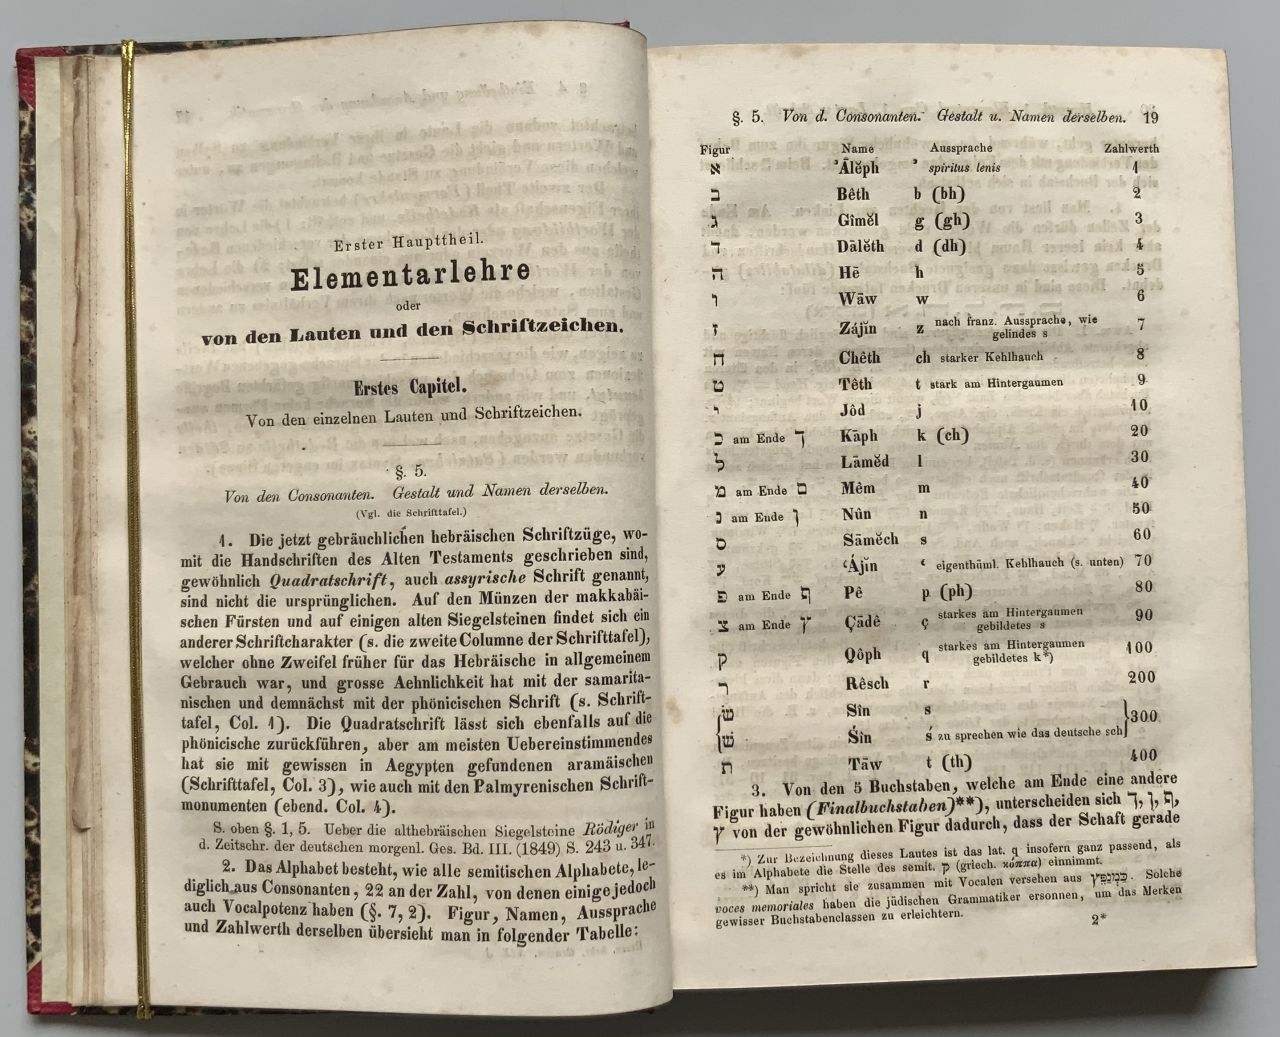 Erster Haupttheil.
Elementarlehre
oder
von den Lauten und den Schriftzeichen.
Erstes Capitel.
Von den einzelnen Lauten und Schriftzeichen.
§. 5.
Von den Consonanten. Gestalt und Namen derselben.
(Vgl. die Schrifttafel.)
1. Die jetzt gebräuchlichen hebräischen Schriftzüge, wo-
mit die Handschriften des Alten Testaments geschrieben sind,
gewöhnlich Quadratschrift, auch assyrische Schrift genannt,
sind nicht die ursprünglichen. Auf den Münzen der makkabäi-
schen Fürsten und auf einigen alten Siegelsteinen findet sich ein
anderer Schriftcharakter (s. die zweite Columne der Schrifttafel),
welcher ohne Zweifel früher für das Hebräische in allgemeinem
Gebrauch war, und grosse Aehnlichkeit hat mit der samarita-
nischen und demnächst mit der phönicischen Schrift (s. Schrift-
tafel, Col. 1). Die Quadratschrift lässt sich ebenfalls auf die
phönicische zurückführen, aber am meisten Uebereinstimmendes
hat sie mit gewissen in Aegypten gefundenen aramäischen
(Schrifttafel, Col. 3), wie auch mit den Palmyrenischen Schrift-
monumenten (ebend. Col. 4).
S. oben §. 1, 5. Ueber die althebräischen Siegelsteine Rödiger in
d. Zeitschr. der deutschen morgenl. Ges. Bd. III. (1849) S. 243 u. 347.
2. Das Alphabet besteht, wie alle semitischen Alphabete, le-
diglich aus Consonanten, 22 an der Zahl, von denen einige jedoch
auch Vocalpotenz haben (§. 7, 2). Figur, Namen, Aussprache
und Zahlwerth derselben übersieht man in folgender Tabelle:
§. 5. Von d. Consonanten. Gestalt u. Namen derselben. 19
Figur Name Aussprache Zahlwerth
א ʾĀlĕph ʾ spiritus lenis 1
ב Bêth b (bh) 2
ג Gîmĕl g (gh) 3
ד Dālĕth d (dh) 4
ה Hē h 5
ו Wāw w 6
ז Zájĭn z nach franz. Aussprache, wie gelindes s 7
ח Chêth ch starker Kehlhauch 8
ט Têth t stark am Hintergaumen 9
י Jôd j 10
כ am Ende ך Kāph k (ch) 20
ל Lāmĕd l 30
מ am Ende ם Mêm m 40
נ am Ende ן Nûn n 50
ס Sāmĕch s 60
ע ʿÁjĭn ʿ eigenthüml. Kehlhauch (s. unten) 70
פ am Ende ף Pê p (ph) 80
צ am Ende ץ Çādê ç starkes am Hintergaumen gebildetes s 90
ק Qôph q starkes am Hintergaumen gebildetes k*) 100
ר Rêsch r 200
שׂ Sîn s
שׁ Śîn ś zu sprechen wie das deutsche sch } 300
ת Tāw t (th) 400
3. Von den 5 Buchstaben, welche am Ende eine andere
Figur haben (Finalbuchstaben)**), unterscheiden sich ך, ן, ף,
ץ von der gewöhnlichen Figur dadurch, dass der Schaft gerade
*) Zur Bezeichnung dieses Lautes ist das lat. q insofern ganz passend, als
es im Alphabete die Stelle des semit. ק (griech. κόππα) einnimmt.
**) Man spricht sie zusammen mit Vocalen versehen aus כַּמְנַפֵּץ. Solche
voces memoriales haben die jüdischen Grammatiker ersonnen, um das Merken
gewisser Buchstabenclassen zu erleichtern.
2*